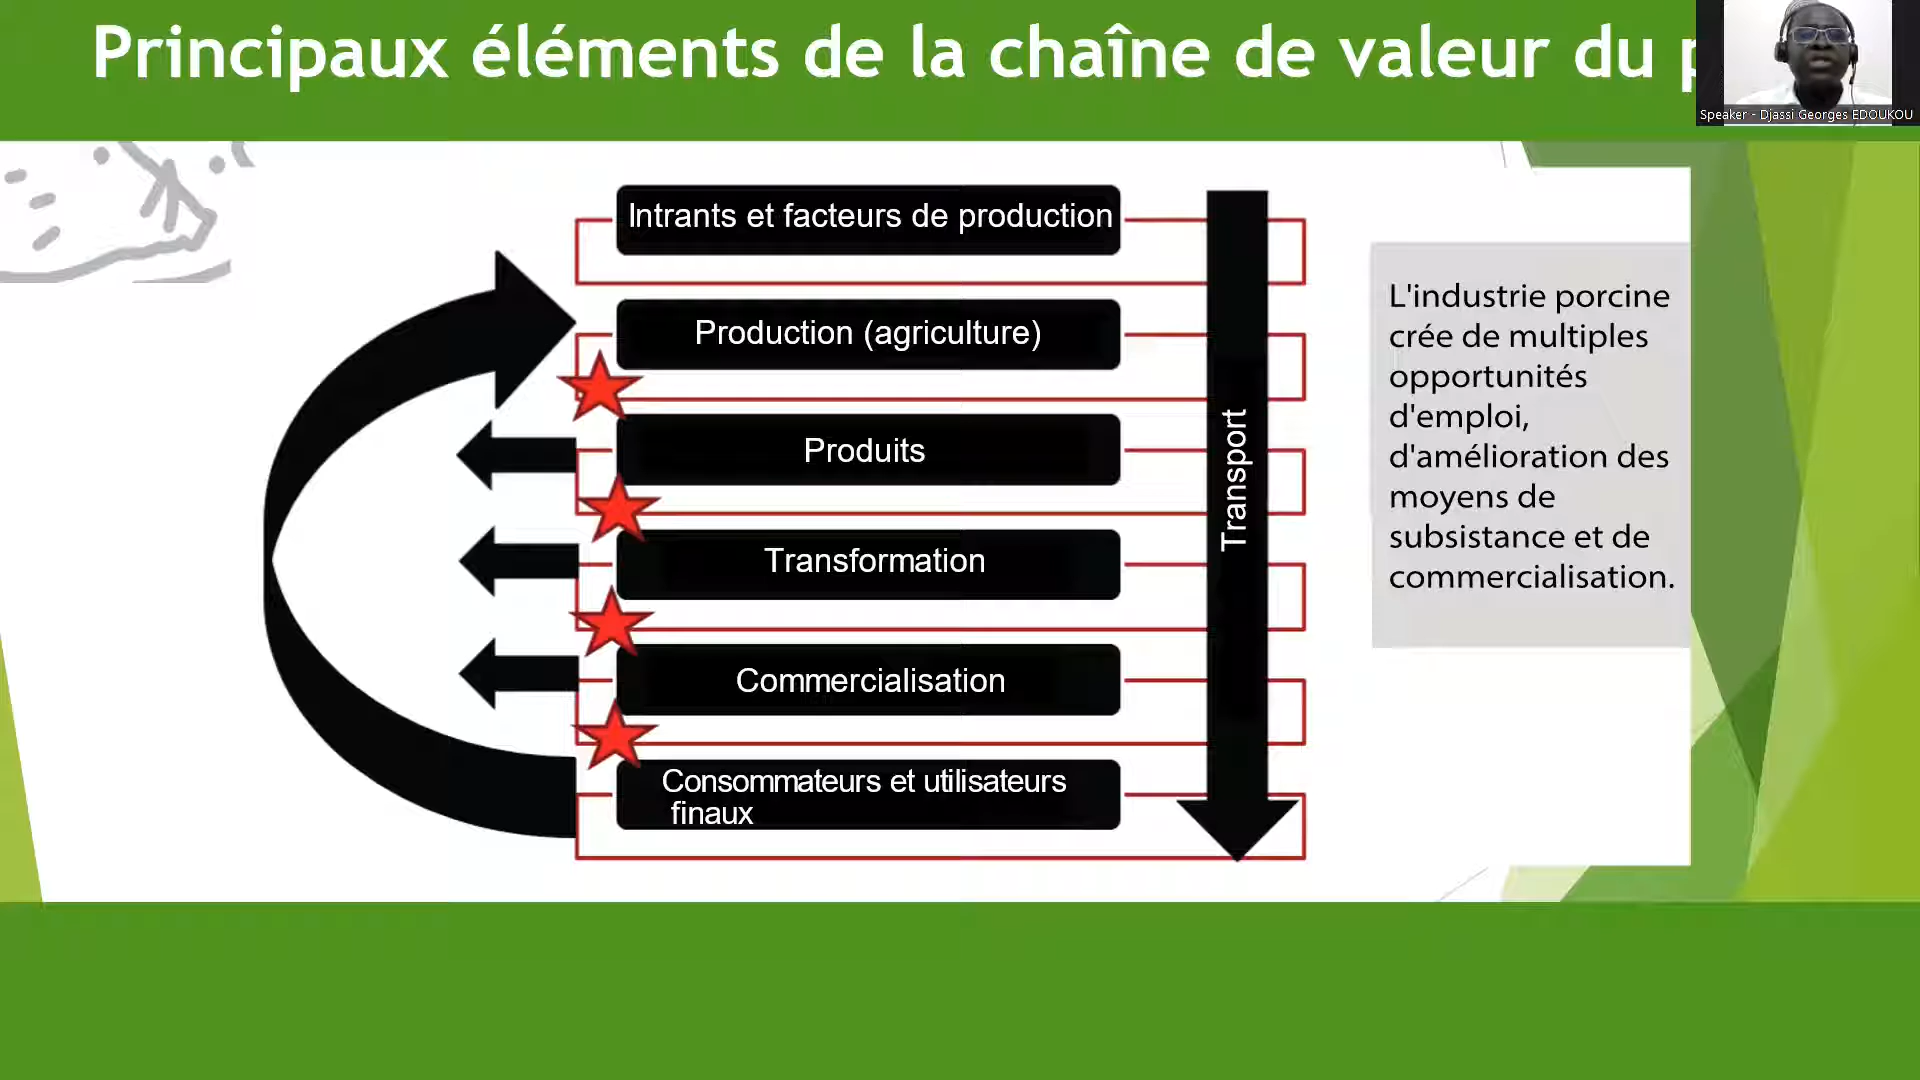 Principaux éléments de la chaîne de valeur du
Speaker - Djassi Georges EDOUKOU
Intrants et facteurs de production
Production (agriculture)
Produits
Transformation
Commercialisation
Consommateurs et utilisateurs
finaux
Transport
L'industrie porcine
crée de multiples
opportunités
d'emploi,
d'amélioration des
moyens de
subsistance et de
commercialisation.